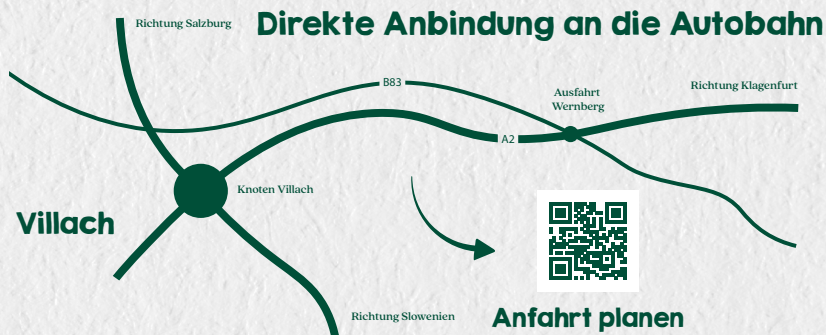 Direkte Anbindung an die Autobahn
Richtung Salzburg
B83
Ausfahrt
Wernberg
Richtung Klagenfurt
A2
Knoten Villach
Villach
Richtung Slowenien
Anfahrt planen